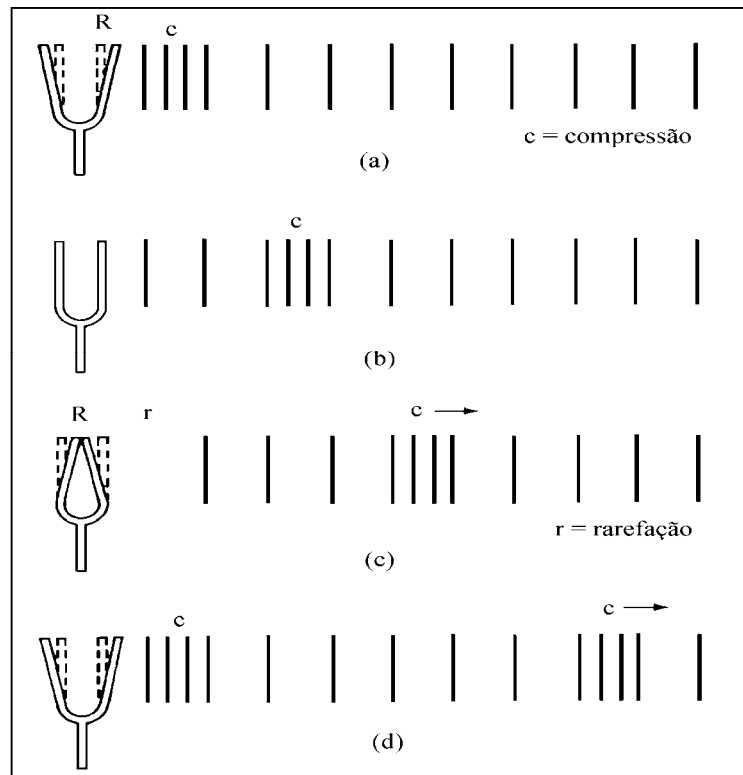 R
c
c = compressão
(a)
c
(b)
R r c
r = rarefação
(c)
c c
(d)